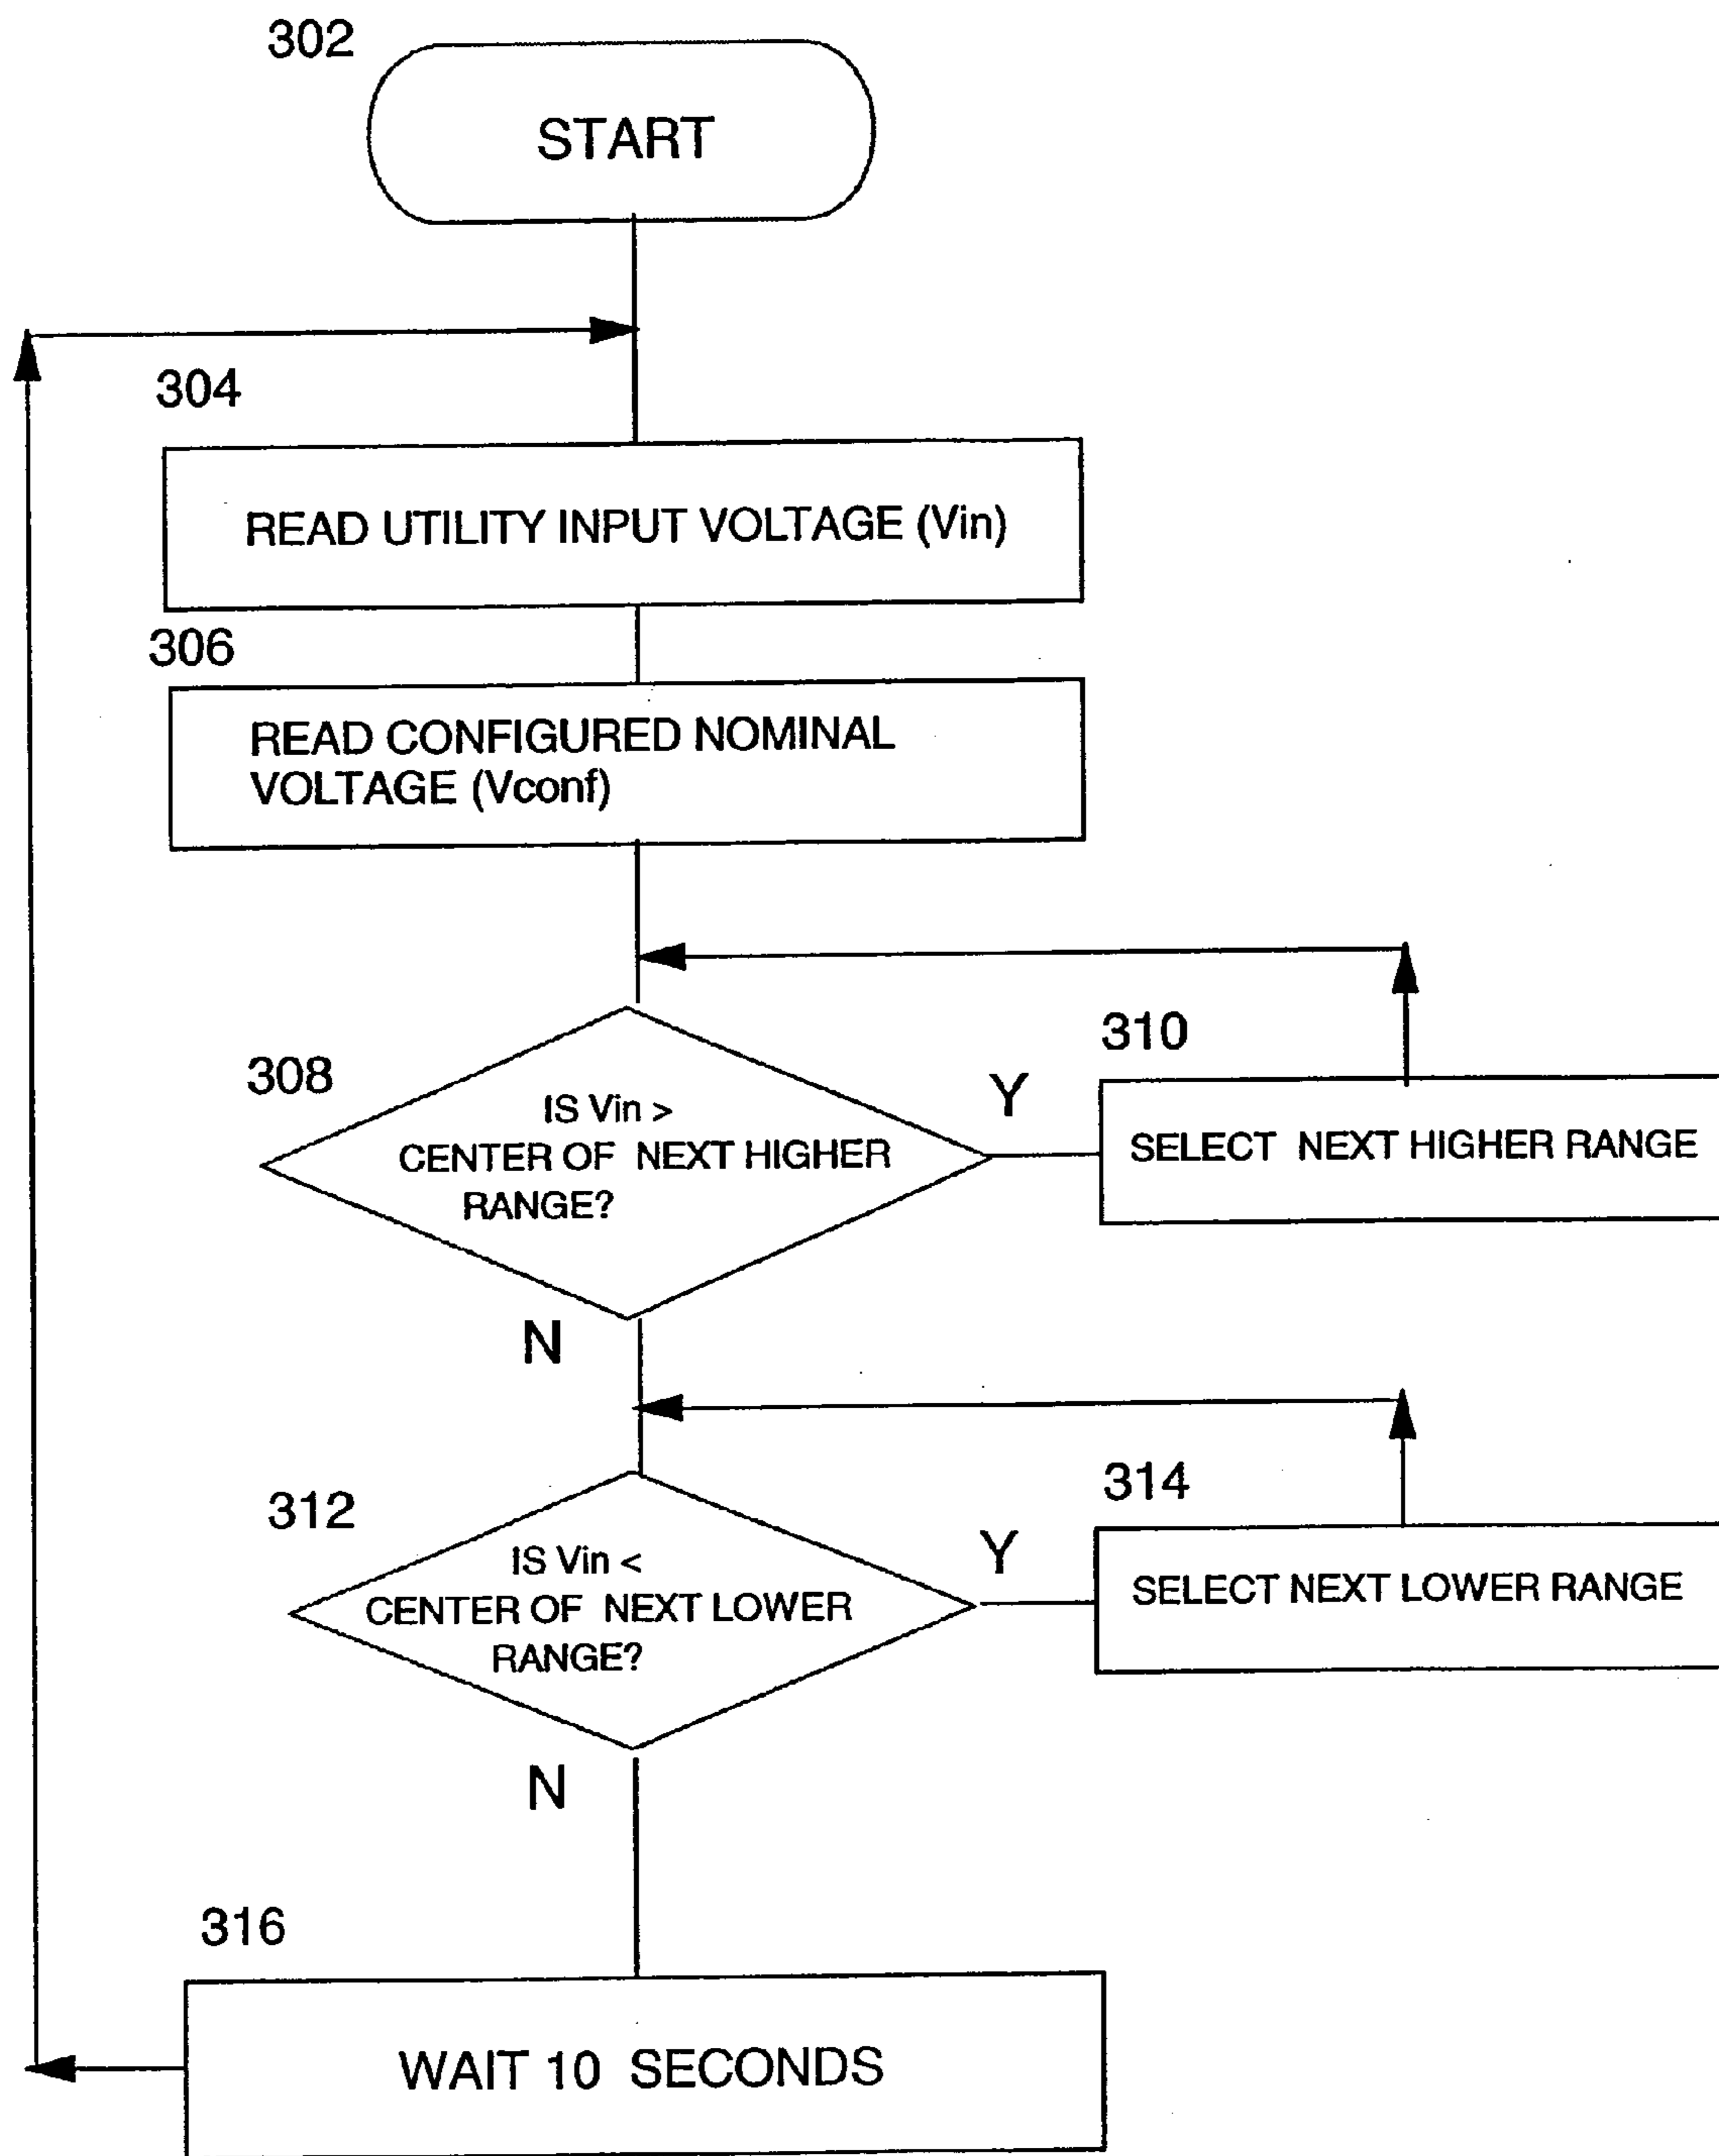 302
START
304
READ UTILITY INPUT VOLTAGE (Vin)
306
READ CONFIGURED NOMINAL
VOLTAGE (Vconf)
308
IS Vin >
CENTER OF NEXT HIGHER
RANGE?
Y
310
SELECT NEXT HIGHER RANGE
N
312
IS Vin <
CENTER OF NEXT LOWER
RANGE?
Y
314
SELECT NEXT LOWER RANGE
N
316
WAIT 10 SECONDS